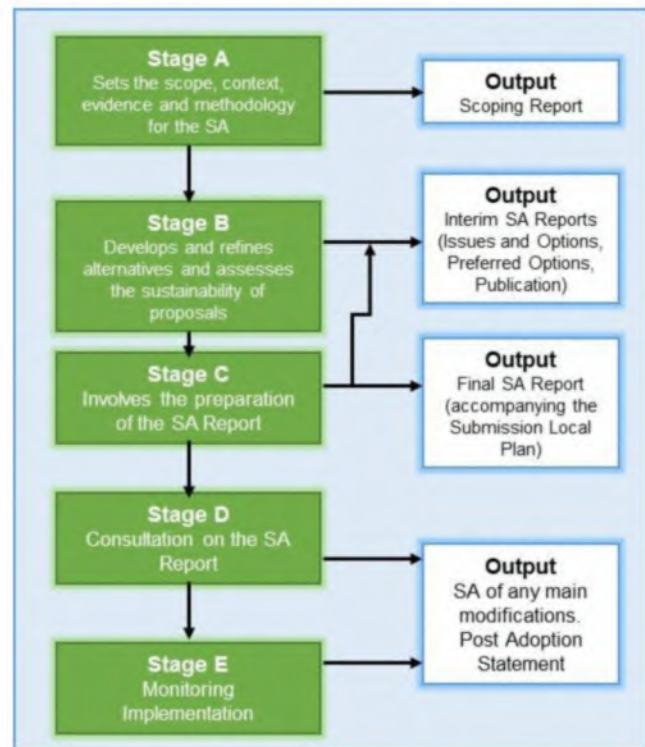 Stage A
Sets the scope, context,
evidence and methodology
for the SA
Output
Scoping Report
Stage B
Develops and refines
alternatives and assesses
the sustainability of
proposals
Output
Interim SA Reports
(Issues and Options,
Preferred Options,
Publication)
Stage C
Involves the preparation
of the SA Report
Output
Final SA Report
(accompanying the
Submission Local
Plan)
Stage D
Consultation on the SA
Report
Output
SA of any main
modifications.
Post Adoption
Statement
Stage E
Monitoring
Implementation